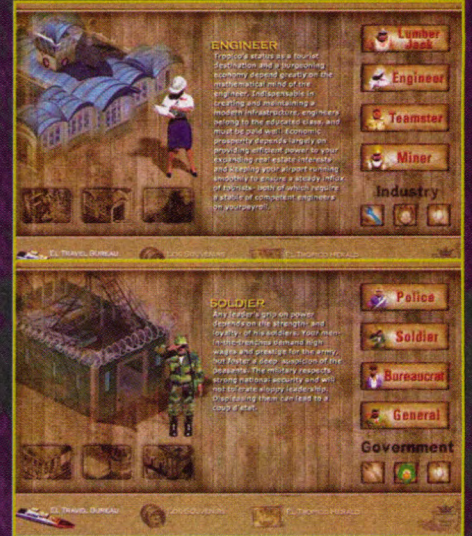 ENGINEER
Tropico's status as a tourist
destination and a burgeoning
economy depend greatly on the
mathematical mind of the
engineer. Indispensable in
creating and maintaining a
modern infrastructure, engineers
belong to the educated class, and
must be paid well. Economic
prosperity depends largely on
providing efficient power to your
expanding real estate interests
and keeping your airport running
smoothly to ensure a steady influx
of tourists-both of which require
a stable of competent engineers
on your payroll.
Lumber
Jack
Engineer
Teamster
Miner
Industry
EL TRAVEL BUREAU
LOS SOUVENIRS
EL TROPICO HERALD
SOLDIER
Any leader's grip on power
depends on the strength and
loyalty of his soldiers. Your men-
in-the-trenches demand high
wages and prestige for the army,
but foster a deep suspicion of the
peasants. The military respects
strong national security and will
not tolerate sloppy leadership.
Displeasing them can lead to a
coup d'etat.
Police
Soldier
Bureaucrat
General
Government
EL TRAVEL BUREAU
LOS SOUVENIRS
EL TROPICO HERALD